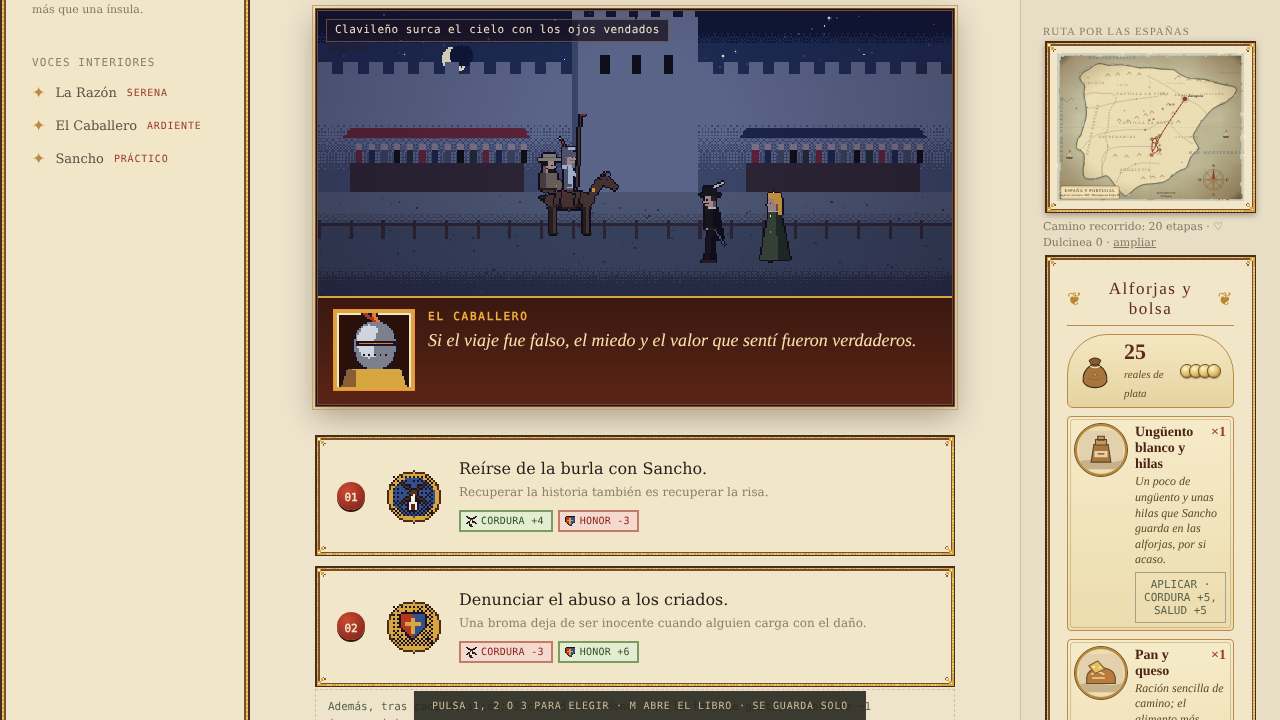 más que una ínsula.
VOCES INTERIORES
✦ La Razón SERENA
✦ El Caballero ARDIENTE
✦ Sancho PRÁCTICO
Clavileño surca el cielo con los ojos vendados
EL CABALLERO
Si el viaje fue falso, el miedo y el valor que sentí fueron verdaderos.
01
Reírse de la burla con Sancho.
Recuperar la historia también es recuperar la risa.
CORDURA +4 HONOR -3
02
Denunciar el abuso a los criados.
Una broma deja de ser inocente cuando alguien carga con el daño.
CORDURA -3 HONOR +6
Además, tras
PULSA 1, 2 O 3 PARA ELEGIR · M ABRE EL LIBRO · SE GUARDA SOLO
RUTA POR LAS ESPAÑAS
ESPAÑA Y PORTUGAL
Camino recorrido: 20 etapas · ♡
Dulcinea 0 · ampliar
Alforjas y
bolsa
25
reales de
plata
Ungüento ×1
blanco y
hilas
Un poco de
ungüento y unas
hilas que Sancho
guarda en las
alforjas, por si
acaso.
APLICAR ·
CORDURA +5,
SALUD +5
Pan y ×1
queso
Ración sencilla de
camino; el
alimento más